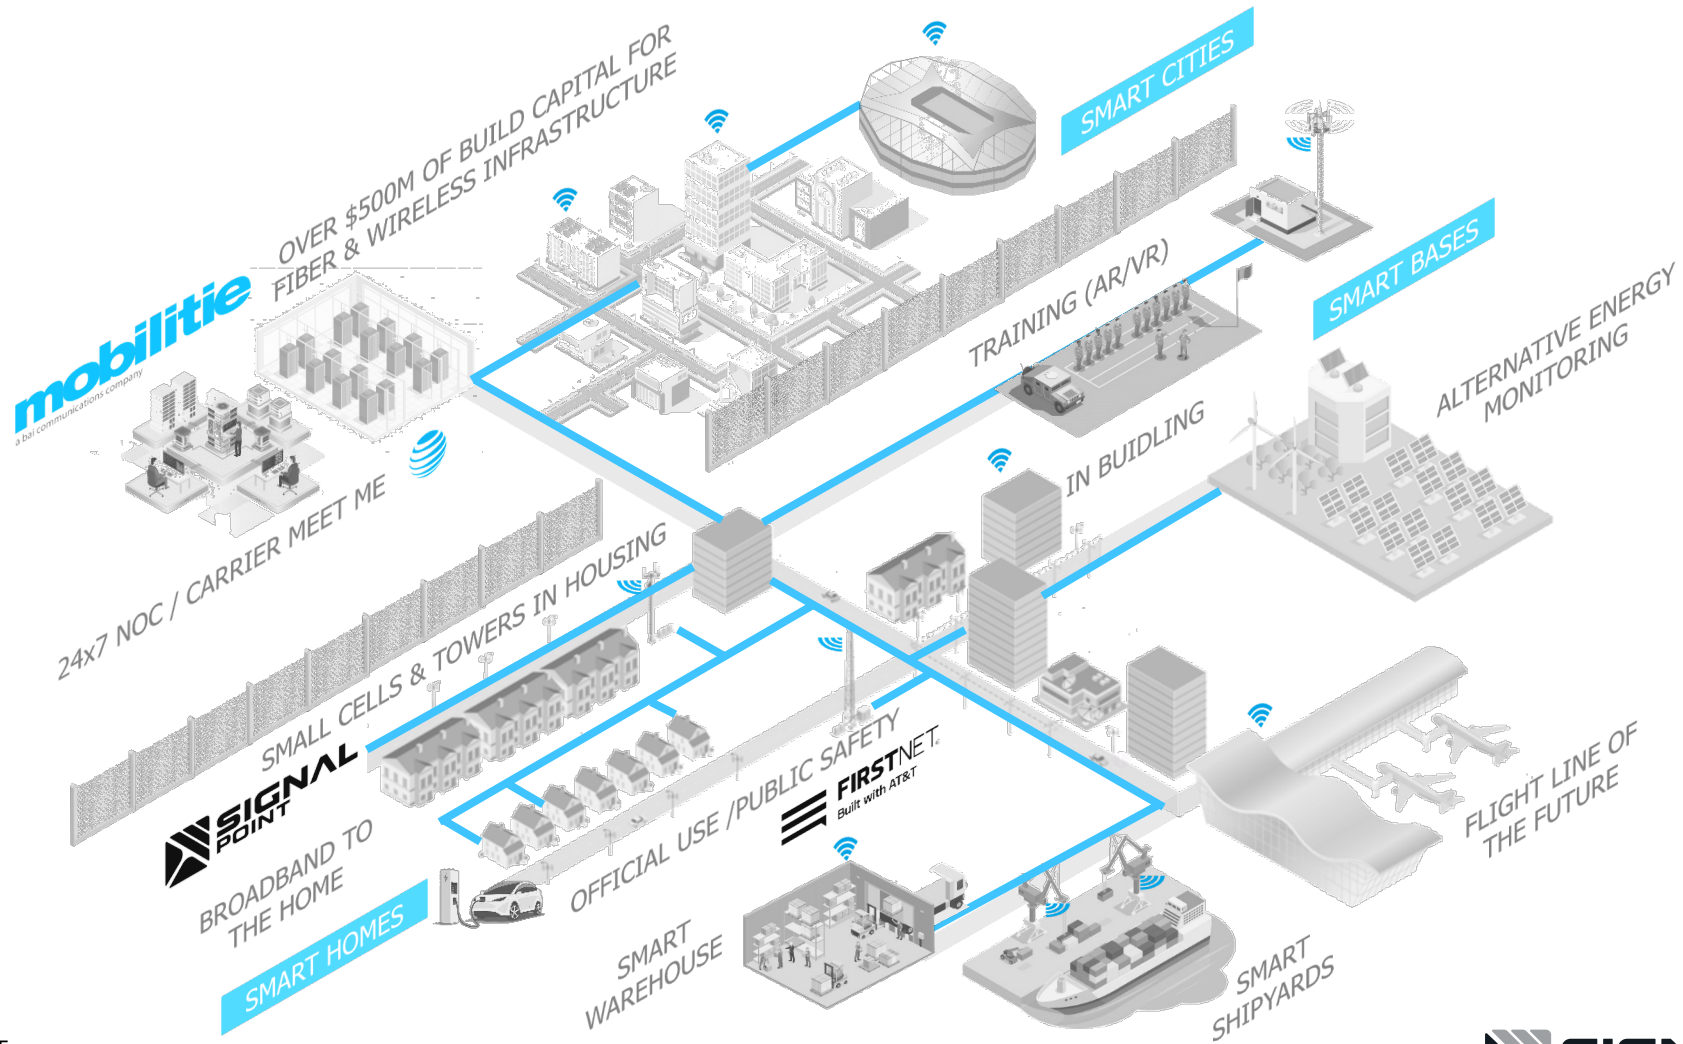 OVER $500M OF BUILD CAPITAL FOR
FIBER & WIRELESS INFRASTRUCTURE
SMART CITIES
mobilitie
a bai communications company
TRAINING (AR/VR)
SMART BASES
ALTERNATIVE ENERGY
MONITORING
IN BUIDLING
24x7 NOC / CARRIER MEET ME
SMALL CELLS & TOWERS IN HOUSING
SIGNAL
POINT
BROADBAND TO
THE HOME
SMART HOMES
OFFICIAL USE /PUBLIC SAFETY
FIRSTNET
Built with AT&T
FLIGHT LINE OF
THE FUTURE
SMART
WAREHOUSE
SMART
SHIPYARDS